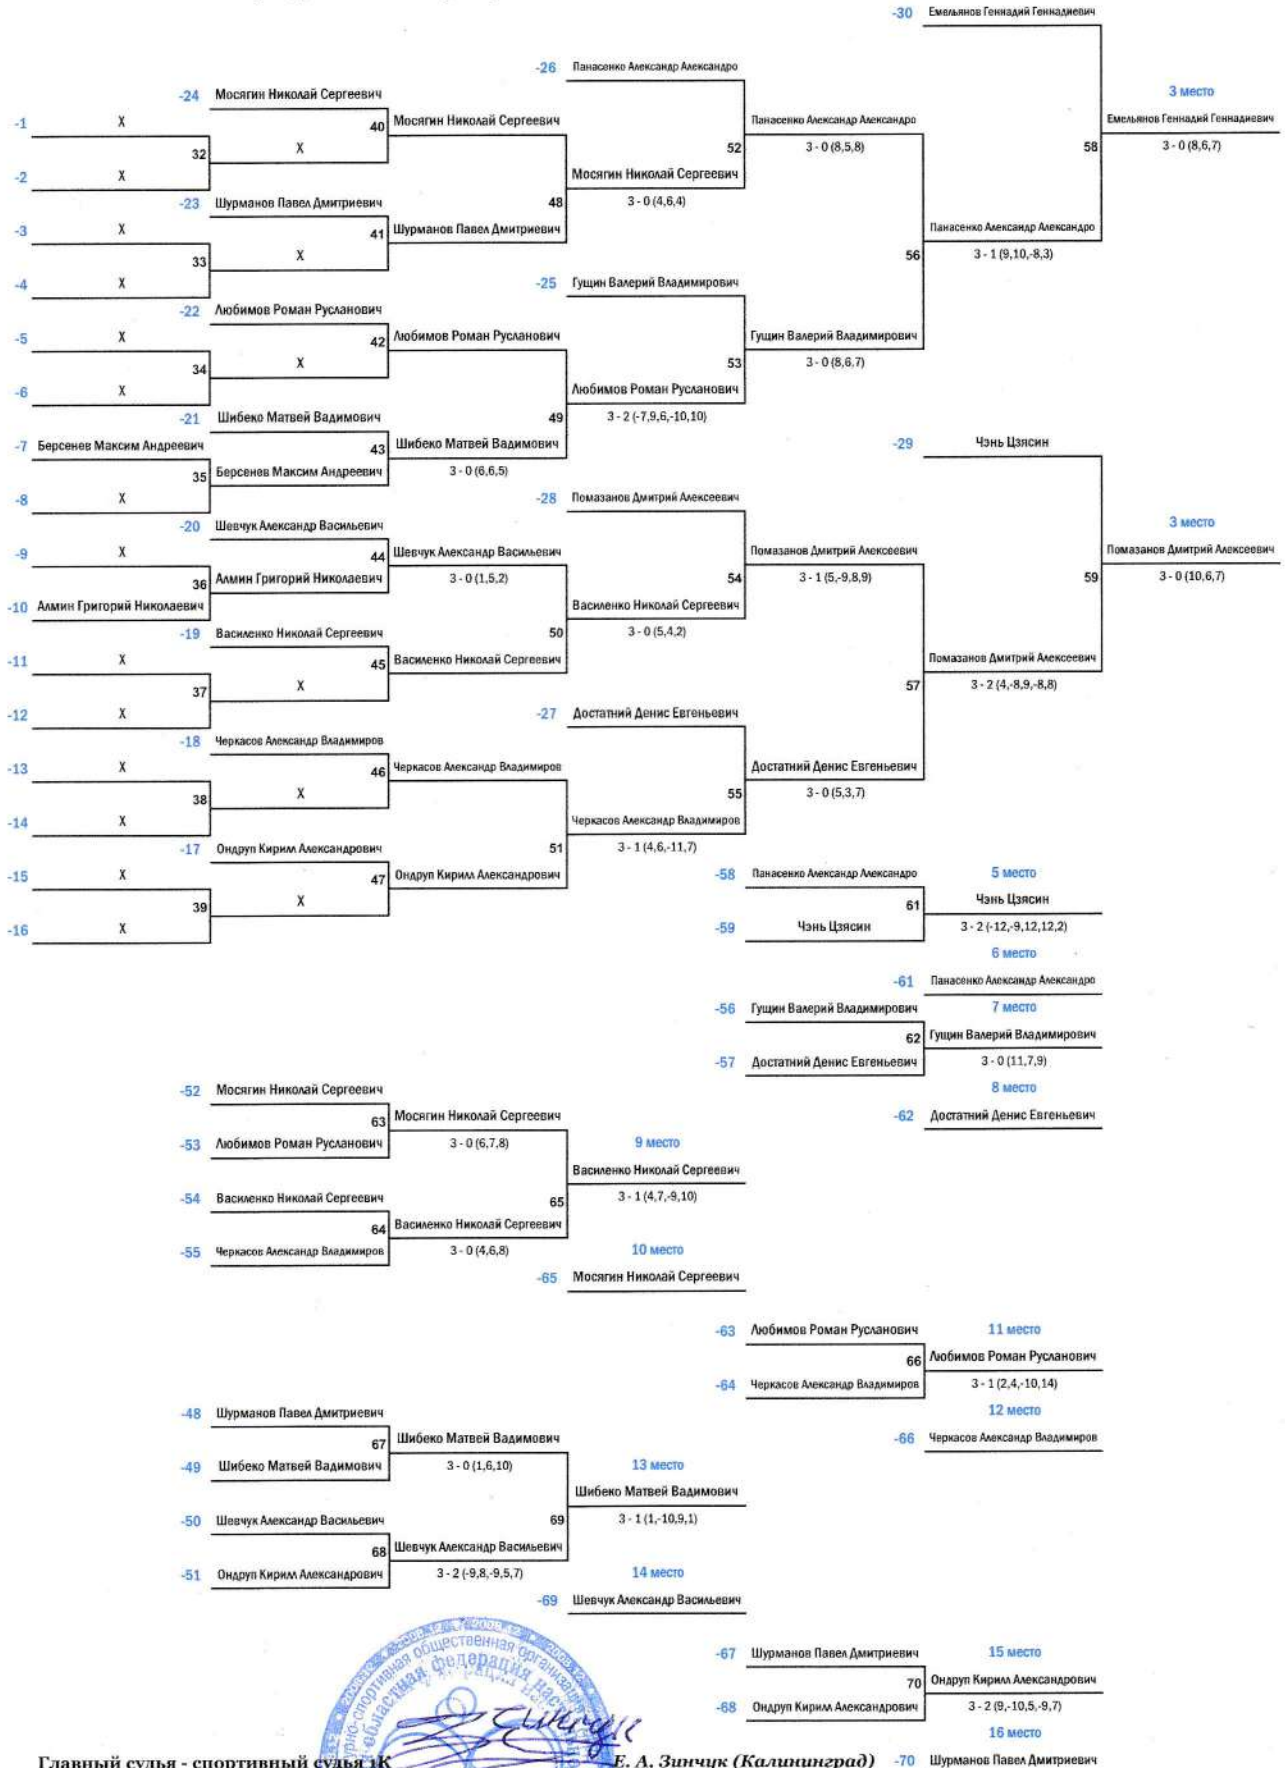 -30 Емельянов Геннадий Геннадиевич
-26 Панасенко Александр Александро
-24 Мосягин Николай Сергеевич
3 место
-1 X
40 Мосягин Николай Сергеевич
Панасенко Александр Александро
Емельянов Геннадий Геннадиевич
32 X
52 3 - 0 (8,5,8)
58 3 - 0 (8,6,7)
-2 X
Мосягин Николай Сергеевич
-23 Шурманов Павел Дмитриевич
48 3 - 0 (4,6,4)
-3 X
41 Шурманов Павел Дмитриевич
Панасенко Александр Александро
33 X
56 3 - 1 (9,10,-8,3)
-4 X
-25 Гущин Валерий Владимирович
-22 Любимов Роман Русланович
-5 X
42 Любимов Роман Русланович
Гущин Валерий Владимирович
34 X
53 3 - 0 (8,6,7)
-6 X
Любимов Роман Русланович
-21 Шибеко Матвей Вадимович
49 3 - 2 (-7,9,6,-10,10)
-7 Берсенев Максим Андреевич
43 Шибеко Матвей Вадимович
-29 Чэнь Цзясин
35 Берсенев Максим Андреевич
3 - 0 (6,6,5)
-8 X
-28 Помазанов Дмитрий Алексеевич
-20 Шевчук Александр Васильевич
3 место
-9 X
44 Шевчук Александр Васильевич
Помазанов Дмитрий Алексеевич
Помазанов Дмитрий Алексеевич
36 Алмин Григорий Николаевич
3 - 0 (1,5,2)
54 3 - 1 (5,-9,8,9)
59 3 - 0 (10,6,7)
-10 Алмин Григорий Николаевич
Василенко Николай Сергеевич
-19 Василенко Николай Сергеевич
50 3 - 0 (5,4,2)
-11 X
45 Василенко Николай Сергеевич
Помазанов Дмитрий Алексеевич
37 X
57 3 - 2 (4,-8,9,-8,8)
-12 X
-27 Достатний Денис Евгеньевич
-18 Черкасов Александр Владимиров
-13 X
46 Черкасов Александр Владимиров
Достатний Денис Евгеньевич
38 X
55 3 - 0 (5,3,7)
-14 X
Черкасов Александр Владимиров
-17 Ондруп Кирилл Александрович
51 3 - 1 (4,6,-11,7)
-15 X
47 Ондруп Кирилл Александрович
-58 Панасенко Александр Александро
5 место
39 X
61 Чэнь Цзясин
-16 X
-59 Чэнь Цзясин
3 - 2 (-12,-9,12,12,2)
6 место
-61 Панасенко Александр Александро
-56 Гущин Валерий Владимирович
7 место
62 Гущин Валерий Владимирович
-57 Достатний Денис Евгеньевич
3 - 0 (11,7,9)
8 место
-62 Достатний Денис Евгеньевич
-52 Мосягин Николай Сергеевич
63 Мосягин Николай Сергеевич
-53 Любимов Роман Русланович
3 - 0 (6,7,8)
9 место
Василенко Николай Сергеевич
-54 Василенко Николай Сергеевич
65 3 - 1 (4,7,-9,10)
64 Василенко Николай Сергеевич
-55 Черкасов Александр Владимиров
3 - 0 (4,6,8)
10 место
-65 Мосягин Николай Сергеевич
-63 Любимов Роман Русланович
11 место
66 Любимов Роман Русланович
-64 Черкасов Александр Владимиров
3 - 1 (2,4,-10,14)
12 место
-66 Черкасов Александр Владимиров
-48 Шурманов Павел Дмитриевич
67 Шибеко Матвей Вадимович
-49 Шибеко Матвей Вадимович
3 - 0 (1,6,10)
13 место
Шибеко Матвей Вадимович
-50 Шевчук Александр Васильевич
69 3 - 1 (1,-10,9,1)
68 Шевчук Александр Васильевич
-51 Ондруп Кирилл Александрович
3 - 2 (-9,8,-9,5,7)
14 место
-69 Шевчук Александр Васильевич
-67 Шурманов Павел Дмитриевич
15 место
70 Ондруп Кирилл Александрович
-68 Ондруп Кирилл Александрович
3 - 2 (9,-10,5,-9,7)
16 место
-70 Шурманов Павел Дмитриевич
Главный судья - спортивный судья 1К
Е. А. Зинчук (Калининград)
общественная организация
областная федерация